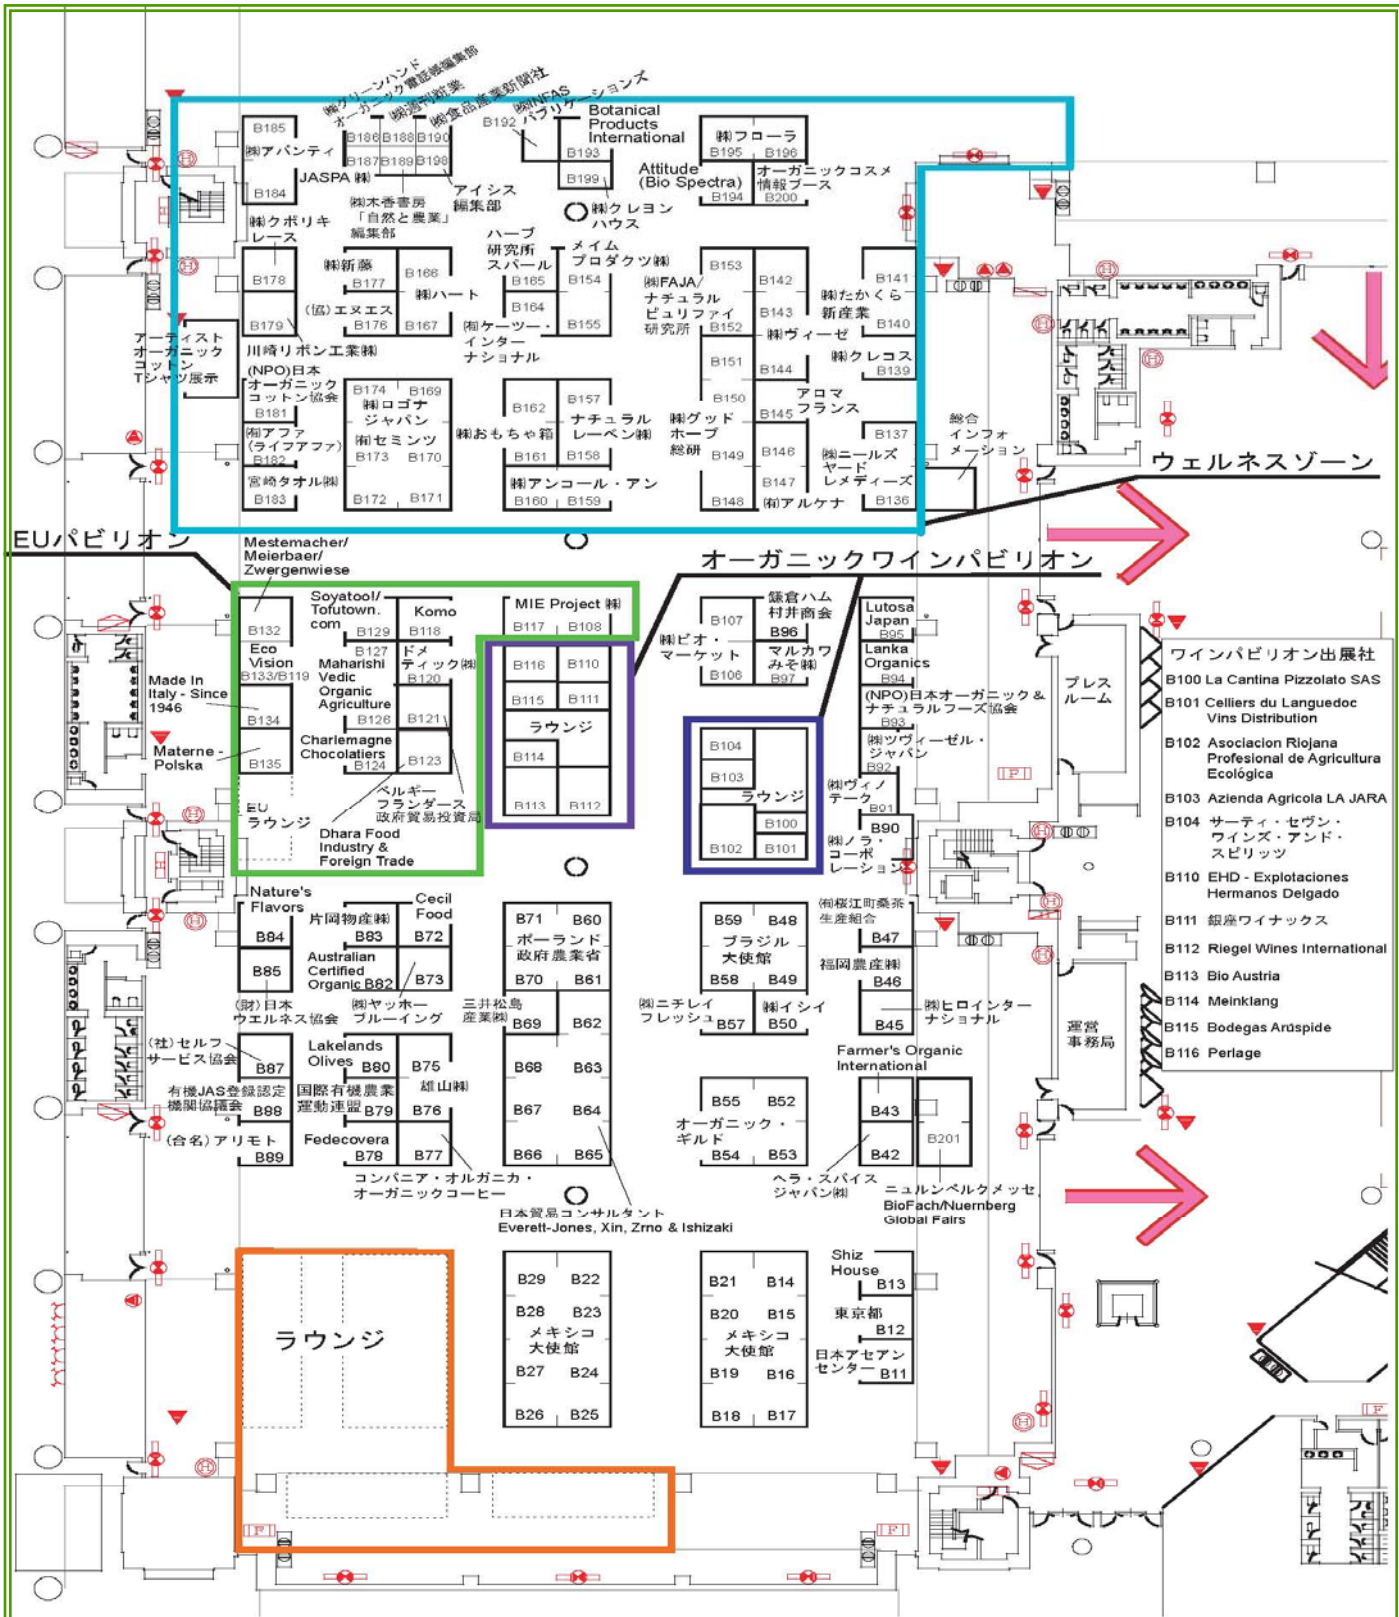 ㈱グリーンハンド
オーガニック電話帳編集部
㈱週刊粧業
㈱食品産業新聞社
㈱INFAS
パブリケーションズ
B192
B185
㈱アバンティ
B184
B186 B188 B190
B187 B189 B198
JASPA ㈱
㈱木香書房
「自然と農業」
編集部
アイシス
編集部
Botanical
Products
International
B193
B199
㈱クレヨン
ハウス
㈱フローラ
B195 B196
Attitude
(Bio Spectra)
B194
オーガニックコスメ
情報ブース
B200
㈱クボリキ
レース
B178
B179
川崎リボン工業㈱
㈱新藤
B177
(協)エヌエス
B176
B166
㈱ハート
B167
ハーブ
研究所
スパール
B165
B164
㈲ケーツー・
インター
ナショナル
メイム
プロダクツ㈱
B154
B155
㈱FAJA/
ナチュラル
ピュリファイ
研究所
B153
B152
B142
B143
㈱ヴィーゼ
B144
B151
B150
B141
㈱たかくら
新産業
B140
㈱クレコス
B139
アーティスト
オーガニック
コットン
Tシャツ展示
(NPO)日本
オーガニック
コットン協会
B181
㈲アファ
(ライフアファ)
B182
宮崎タオル㈱
B183
B174 B169
㈱ロゴナ
ジャパン
㈲セミンツ
B173 B170
B172 B171
B162
㈱おもちゃ箱
B161
B157
ナチュラル
レーベン㈱
B158
㈱アンコール・アン
B160 B159
㈱グッド
ホープ
総研
B149
B148
アロマ
フランス
B145
B146
B147
㈲アルケナ
B137
㈱ニールズ
ヤード
レメディーズ
B136
総合
インフォ
メーション
ウェルネスゾーン
EUパビリオン
オーガニックワインパビリオン
Mestemacher/
Meierbaer/
Zwergenwiese
B132
Eco
Vision
B133/B119
Made In
Italy - Since
1946
B134
Materne -
Polska
B135
EU
ラウンジ
Soyatool/
Tofutown.
com
B129
B127
Maharishi
Vedic
Organic
Agriculture
B126
Charlemagne
Chocolatiers
B124
Komo
B118
ドメ
ティック㈱
B120
B121
B123
ベルギー
フランダース
政府貿易投資局
Dhara Food
Industry &
Foreign Trade
MIE Project ㈱
B117 B108
B116 B110
B115 B111
ラウンジ
B114
B113 B112
B107
㈱ビオ・
マーケット
B106
鎌倉ハム
村井商会
B96
マルカワ
みそ㈱
B97
B104
B103
ラウンジ
B100
B102 B101
Lutosa
Japan
B95
Lanka
Organics
B94
(NPO)日本オーガニック&
ナチュラルフーズ協会
B93
㈱ツヴィーゼル・
ジャパン
B92
㈱ヴィノ
テーク
B91
B90
㈱ノラ・
コーポ
レーション
プレス
ルーム
ワインパビリオン出展社
B100 La Cantina Pizzolato SAS
B101 Celliers du Languedoc
Vins Distribution
B102 Asociacion Riojana
Profesional de Agricultura
Ecológica
B103 Azienda Agricola LA JARA
B104 サーティ・セヴン・
ワインズ・アンド・
スピリッツ
B110 EHD - Explotaciones
Hermanos Delgado
B111 銀座ワイナックス
B112 Riegel Wines International
B113 Bio Austria
B114 Meinklang
B115 Bodegas Arúspide
B116 Perlage
Nature's
Flavors
B84
B85
(財)日本
ウエルネス協会
片岡物産㈱
B83
Australian
Certified
Organic B82
Cecil
Food
B72
B73
㈱ヤッホー
ブルーイング
B71 B60
ポーランド
政府農業省
B70 B61
三井松島
産業㈱
B69
B62
B68 B63
B67 B64
B66 B65
B59 B48
ブラジル
大使館
B58 B49
㈱ニチレイ
フレッシュ
B57
㈱イシイ
B50
㈲桜江町桑茶
生産組合
B47
福岡農産㈱
B46
B45
㈱ヒロインター
ナショナル
運営
事務局
(社)セルフ
サービス協会
B87
有機JAS登録認定
機関協議会
B88
(合名)アリモト
B89
Lakelands
Olives
B80
国際有機農業
運動連盟
B79
Fedecovera
B78
B75
雄山㈱
B76
B77
コンパニア・オルガニカ・
オーガニックコーヒー
日本貿易コンサルタント
Everett-Jones, Xin, Zrno & Ishizaki
B55 B52
オーガニック・
ギルド
B54 B53
Farmer's Organic
International
B43
B42
ヘラ・スパイス
ジャパン㈱
B201
ニュルンベルクメッセ
BioFach/Nuernberg
Global Fairs
ラウンジ
B29 B22
B28 B23
メキシコ
大使館
B27 B24
B26 B25
B21 B14
B20 B15
メキシコ
大使館
B19 B16
B18 B17
Shiz
House
B13
東京都
B12
日本アセアン
センター B11